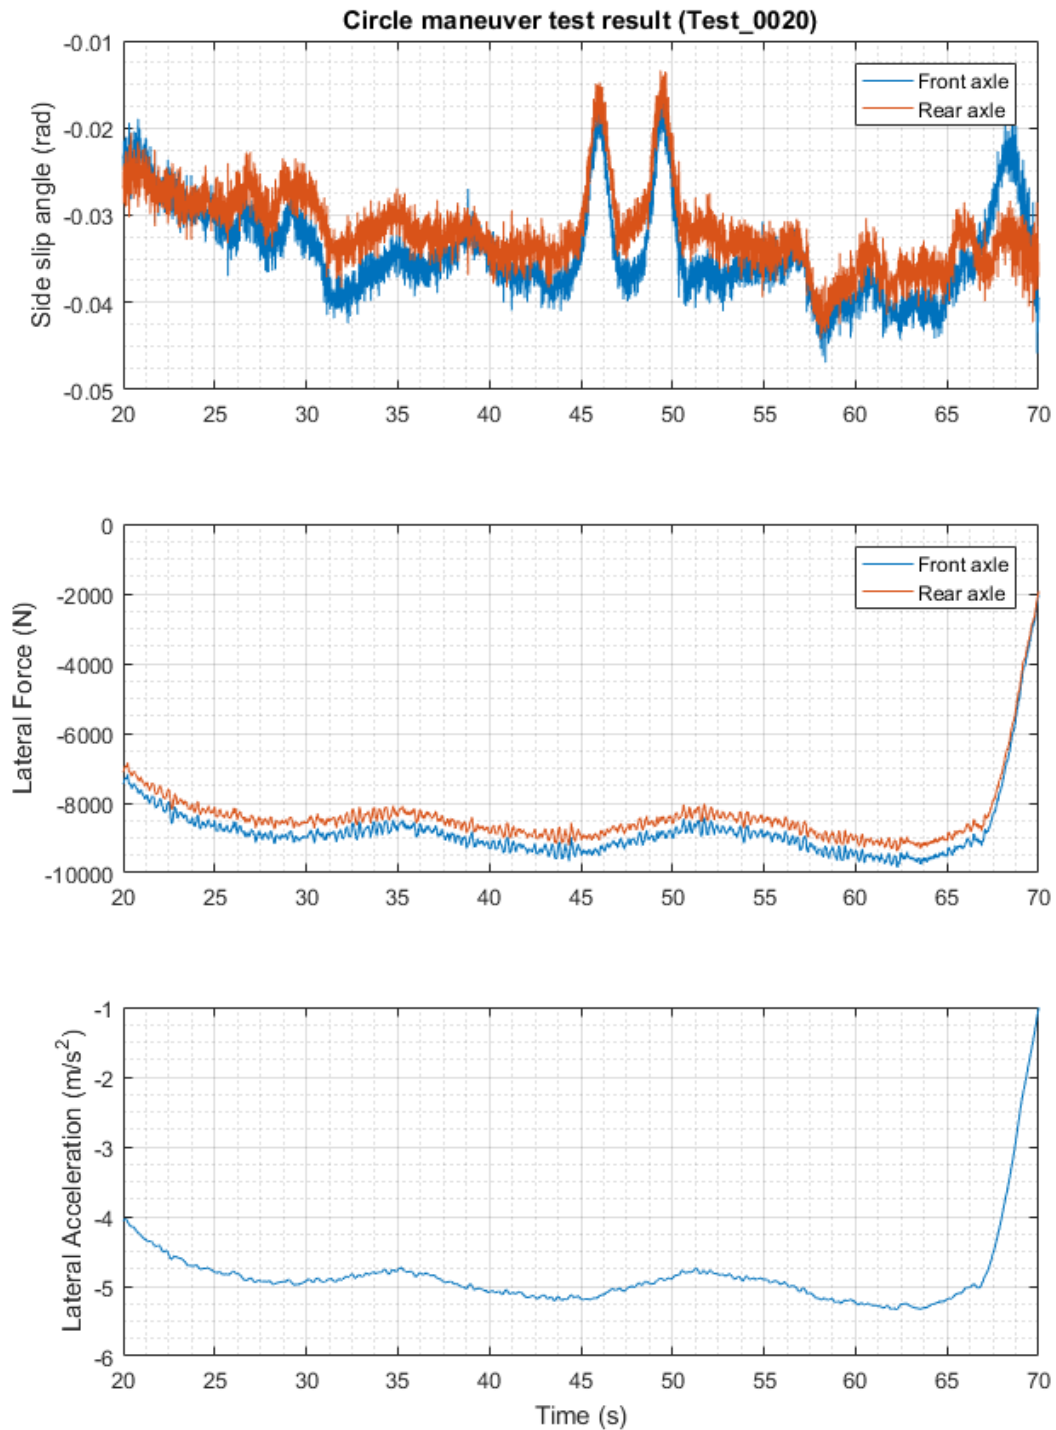 Circle maneuver test result (Test_0020)
Side slip angle (rad)
-0.01
-0.02
-0.03
-0.04
-0.05
Front axle
Rear axle
20 25 30 35 40 45 50 55 60 65 70
Lateral Force (N)
0
-2000
-4000
-6000
-8000
-10000
Front axle
Rear axle
20 25 30 35 40 45 50 55 60 65 70
Lateral Acceleration (m/s²)
-1
-2
-3
-4
-5
-6
20 25 30 35 40 45 50 55 60 65 70
Time (s)